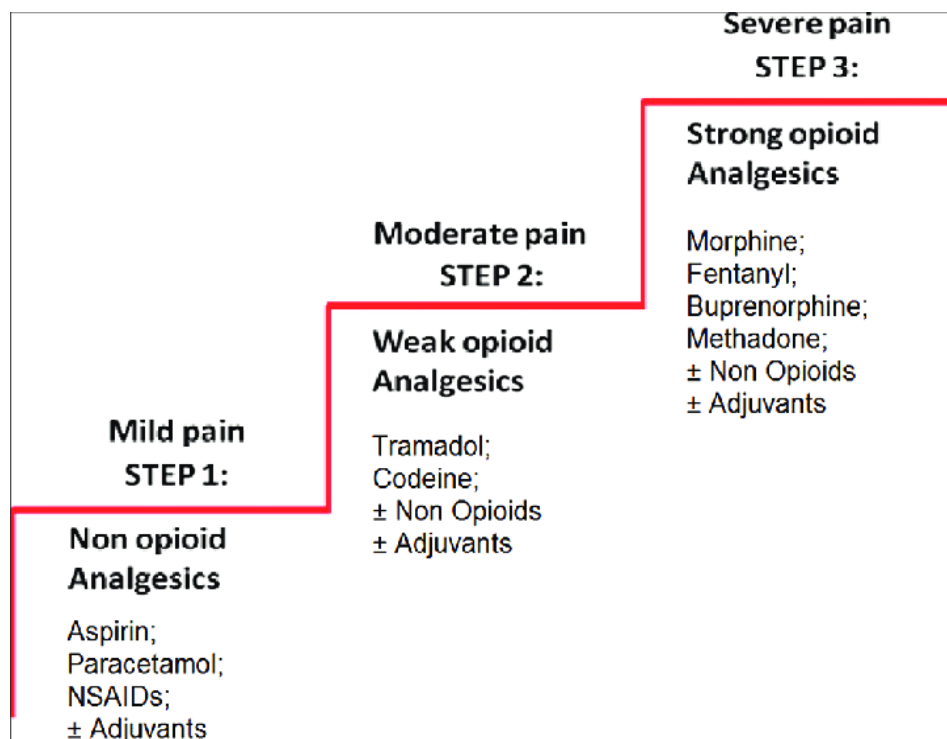 Severe pain
STEP 3:
Strong opioid
Analgesics
Morphine;
Fentanyl;
Buprenorphine;
Methadone;
± Non Opioids
± Adjuvants
Moderate pain
STEP 2:
Weak opioid
Analgesics
Tramadol;
Codeine;
± Non Opioids
± Adjuvants
Mild pain
STEP 1:
Non opioid
Analgesics
Aspirin;
Paracetamol;
NSAIDs;
± Adjuvants